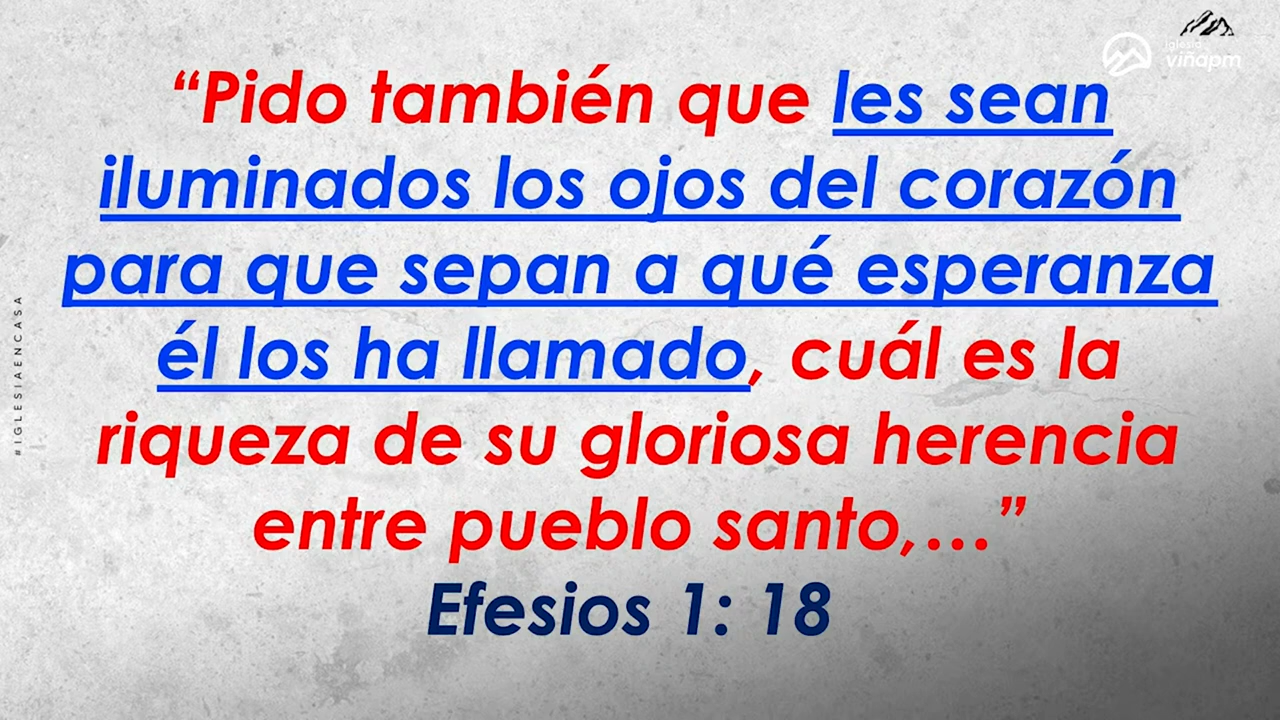 iglesia
viñapm
“Pido también que les sean
iluminados los ojos del corazón
para que sepan a qué esperanza
él los ha llamado, cuál es la
riqueza de su gloriosa herencia
entre pueblo santo,...”
Efesios 1: 18
#IGLESIAENCASA